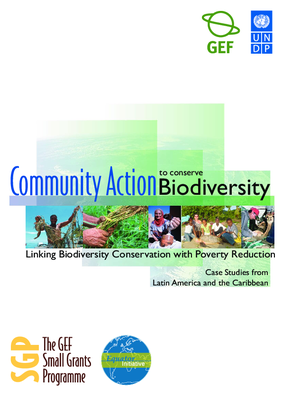 GEF
U N
D P
Community Action to conserve Biodiversity
Linking Biodiversity Conservation with Poverty Reduction
Case Studies from
Latin America and the Caribbean
SGP
The GEF
Small Grants
Programme
Equator
Initiative